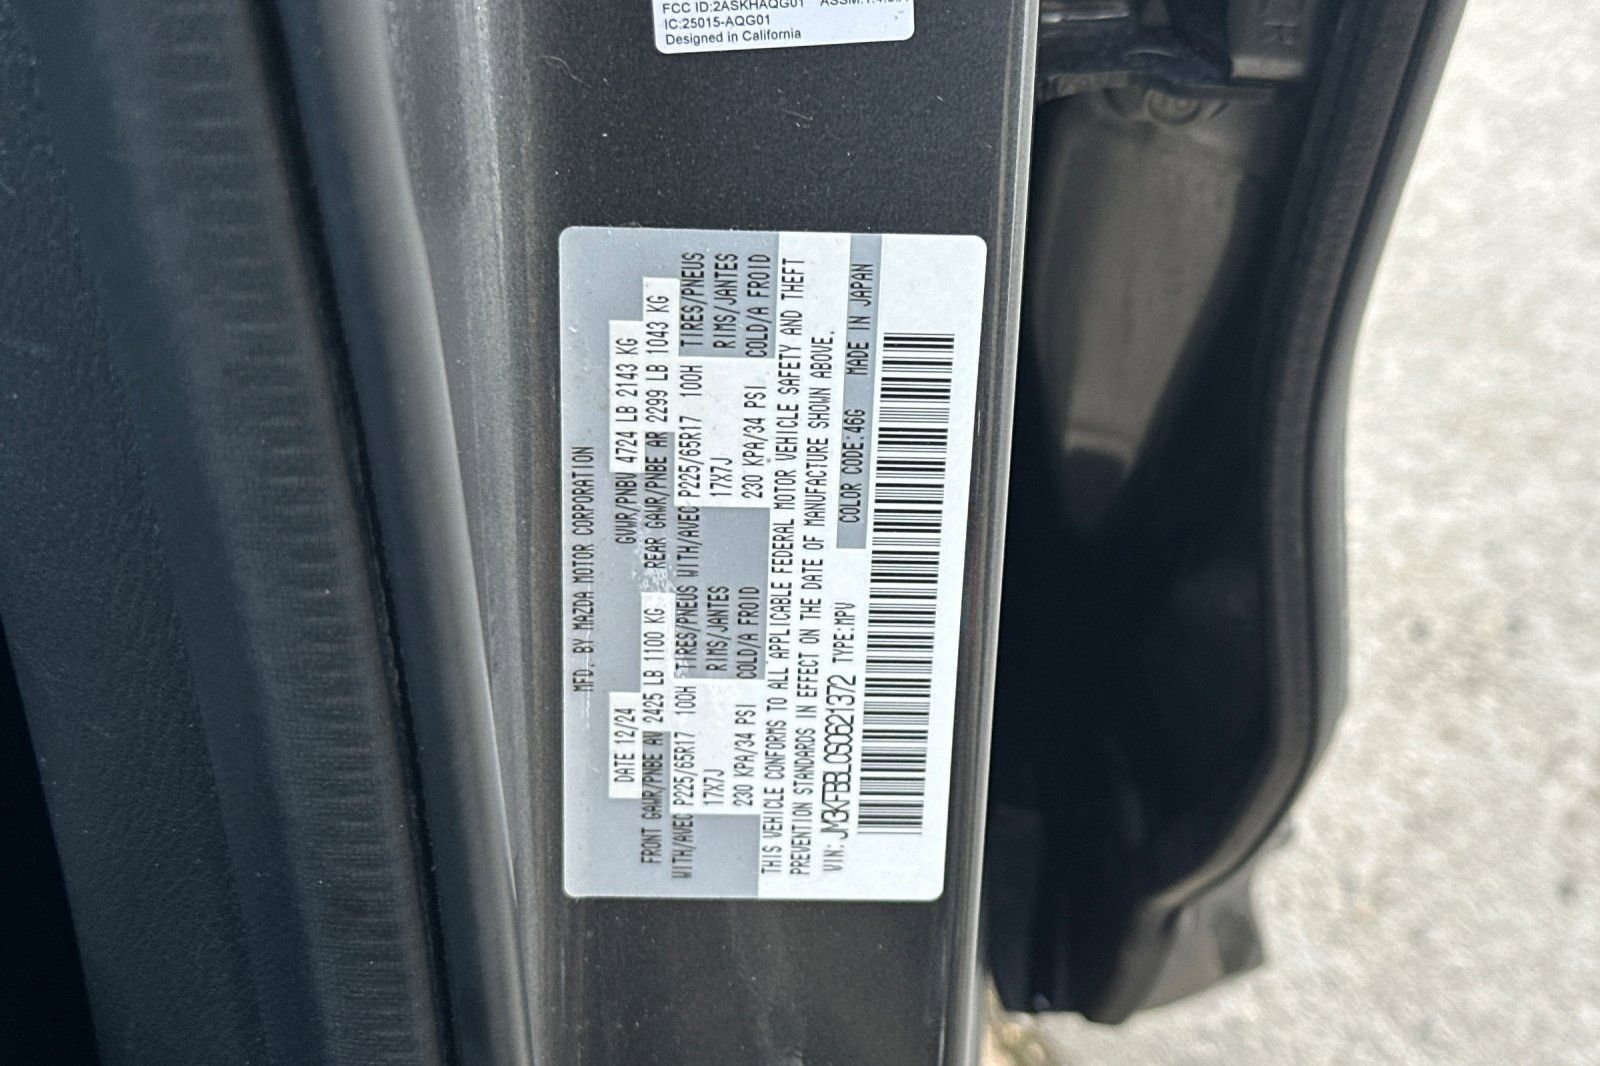 FCC ID:2ASKHAQG01
IC:25015-AQG01
Designed in California
MFD. BY MAZDA MOTOR CORPORATION
DATE 12/24 GVWR/PNBV 4724 LB 2143 KG
FRONT GAWR/PNBE AV 2425 LB 1100 KG REAR GAWR/PNBE AR 2299 LB 1043 KG
WITH/AVEC P225/65R17 100H TIRES/PNEUS WITH/AVEC P225/65R17 100H TIRES/PNEUS
17X7J RIMS/JANTES 17X7J RIMS/JANTES
230 KPA/34 PSI COLD/A FROID 230 KPA/34 PSI COLD/A FROID
THIS VEHICLE CONFORMS TO ALL APPLICABLE FEDERAL MOTOR VEHICLE SAFETY AND THEFT
PREVENTION STANDARDS IN EFFECT ON THE DATE OF MANUFACTURE SHOWN ABOVE.
VIN: JM3KFBBL0S0621372 TYPE:MPV COLOR CODE:46G MADE IN JAPAN